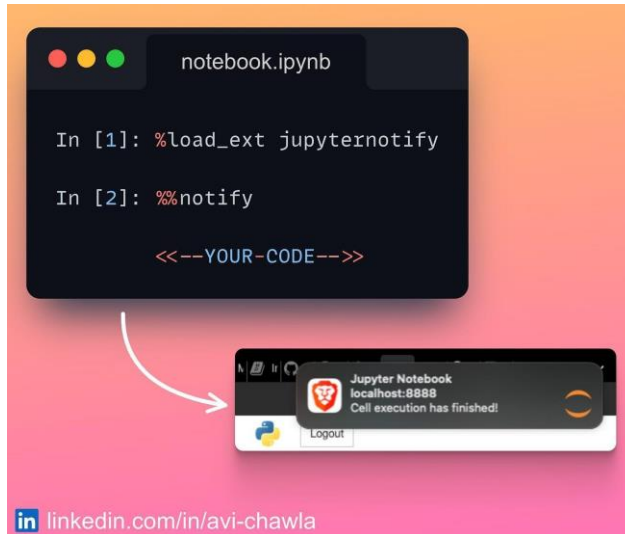 notebook.ipynb
In [1]: %load_ext jupyternotify
In [2]: %%notify
<<--YOUR-CODE-->>
Jupyter Notebook
localhost:8888
Cell execution has finished!
Logout
in linkedin.com/in/avi-chawla